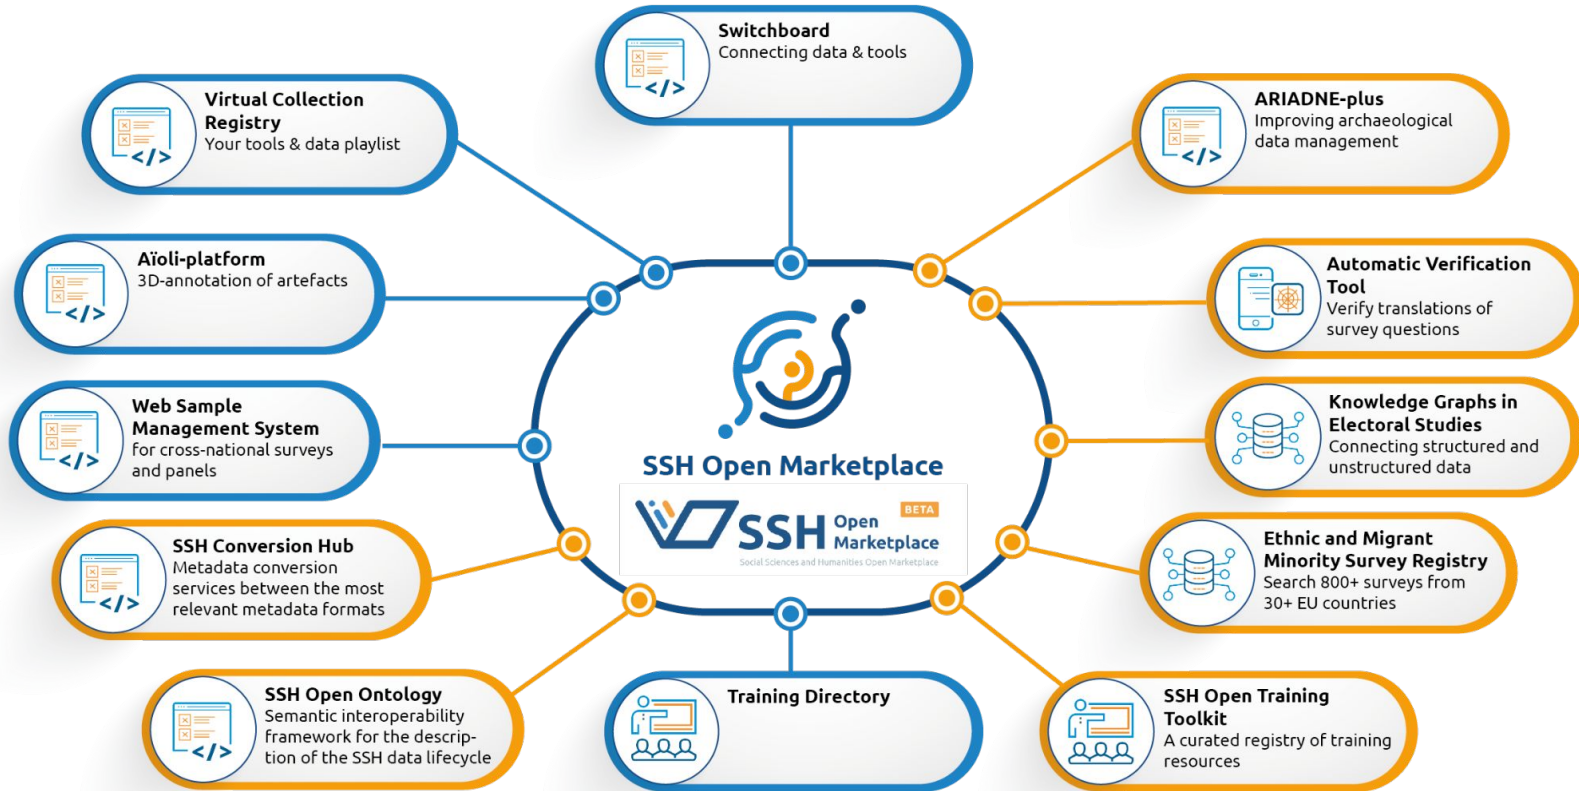 Switchboard
Connecting data & tools
Virtual Collection
Registry
Your tools & data playlist
ARIADNE-plus
Improving archaeological
data management
Aïoli-platform
3D-annotation of artefacts
Automatic Verification
Tool
Verify translations of
survey questions
Web Sample
Management System
for cross-national surveys
and panels
Knowledge Graphs in
Electoral Studies
Connecting structured and
unstructured data
SSH Open Marketplace
BETA
SSH Open
Marketplace
Social Sciences and Humanities Open Marketplace
SSH Conversion Hub
Metadata conversion
services between the most
relevant metadata formats
Ethnic and Migrant
Minority Survey Registry
Search 800+ surveys from
30+ EU countries
SSH Open Ontology
Semantic interoperability
framework for the descrip-
tion of the SSH data lifecycle
Training Directory
SSH Open Training
Toolkit
A curated registry of training
resources